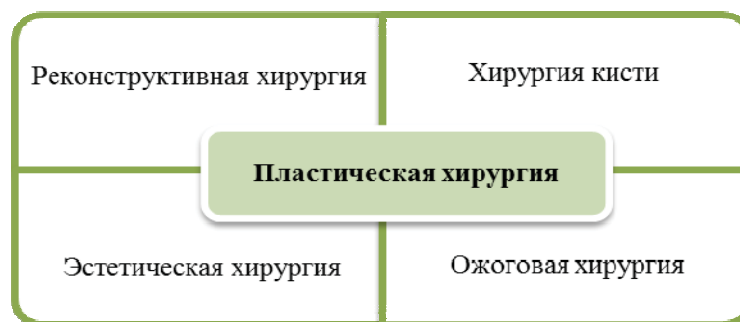 Реконструктивная хирургия
Хирургия кисти
Пластическая хирургия
Эстетическая хирургия
Ожоговая хирургия